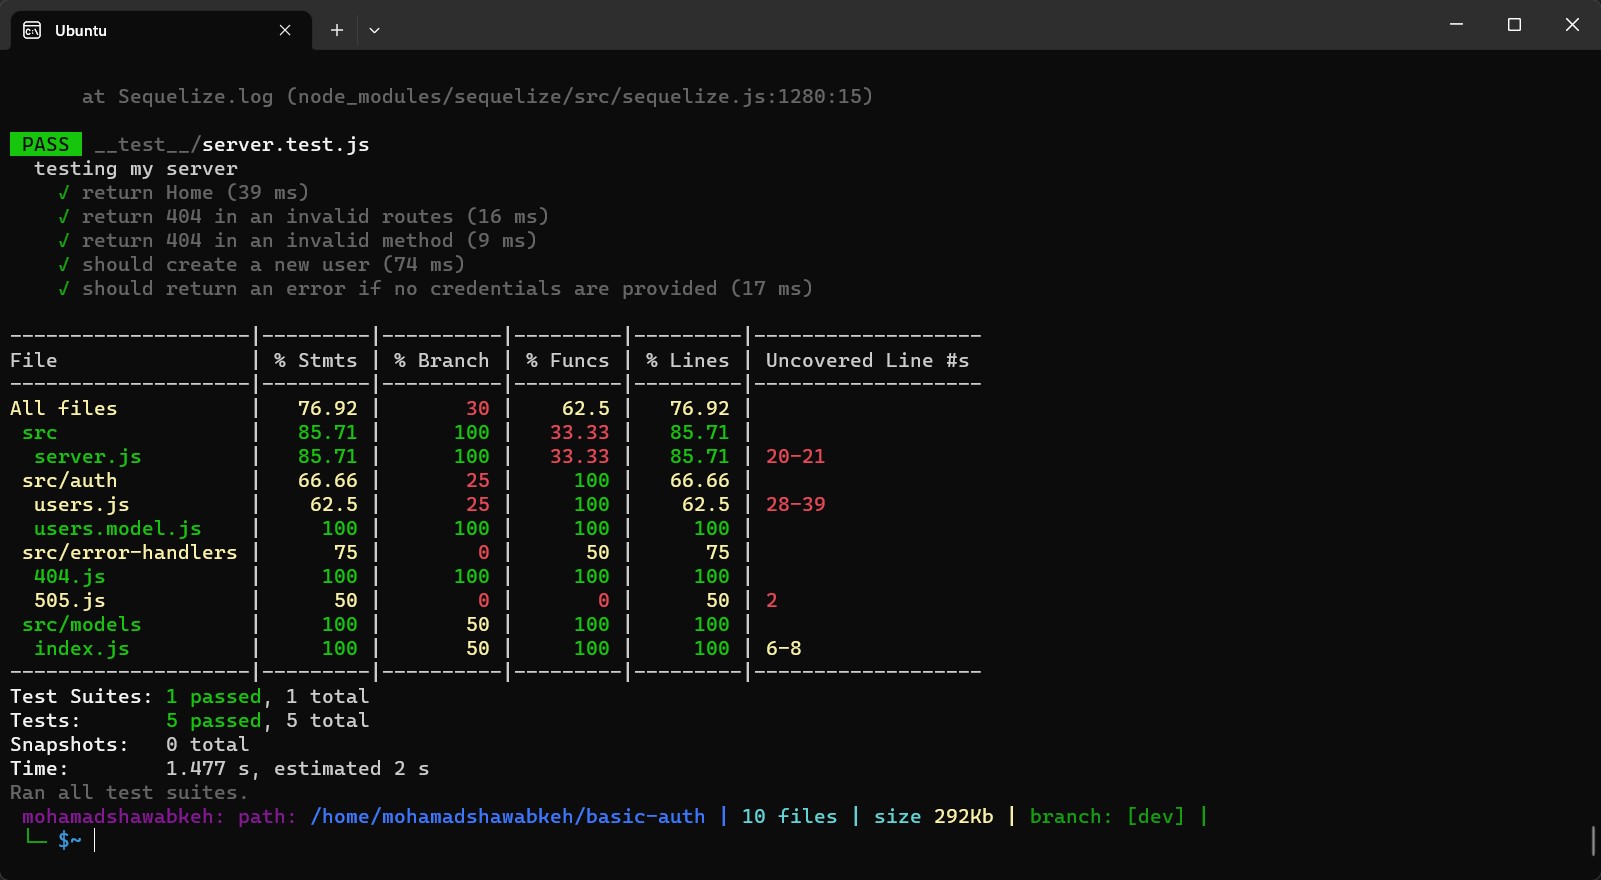 Ubuntu
at Sequelize.log (node_modules/sequelize/src/sequelize.js:1280:15)
PASS __test__/server.test.js
testing my server
√ return Home (39 ms)
√ return 404 in an invalid routes (16 ms)
√ return 404 in an invalid method (9 ms)
√ should create a new user (74 ms)
√ should return an error if no credentials are provided (17 ms)
--------------------|---------|----------|---------|---------|-------------------
File | % Stmts | % Branch | % Funcs | % Lines | Uncovered Line #s
--------------------|---------|----------|---------|---------|-------------------
All files | 76.92 | 30 | 62.5 | 76.92 |
src | 85.71 | 100 | 33.33 | 85.71 |
server.js | 85.71 | 100 | 33.33 | 85.71 | 20-21
src/auth | 66.66 | 25 | 100 | 66.66 |
users.js | 62.5 | 25 | 100 | 62.5 | 28-39
users.model.js | 100 | 100 | 100 | 100 |
src/error-handlers | 75 | 0 | 50 | 75 |
404.js | 100 | 100 | 100 | 100 |
505.js | 50 | 0 | 0 | 50 | 2
src/models | 100 | 50 | 100 | 100 |
index.js | 100 | 50 | 100 | 100 | 6-8
--------------------|---------|----------|---------|---------|-------------------
Test Suites: 1 passed, 1 total
Tests: 5 passed, 5 total
Snapshots: 0 total
Time: 1.477 s, estimated 2 s
Ran all test suites.
mohamadshawabkeh: path: /home/mohamadshawabkeh/basic-auth | 10 files | size 292Kb | branch: [dev] |
└─ $~